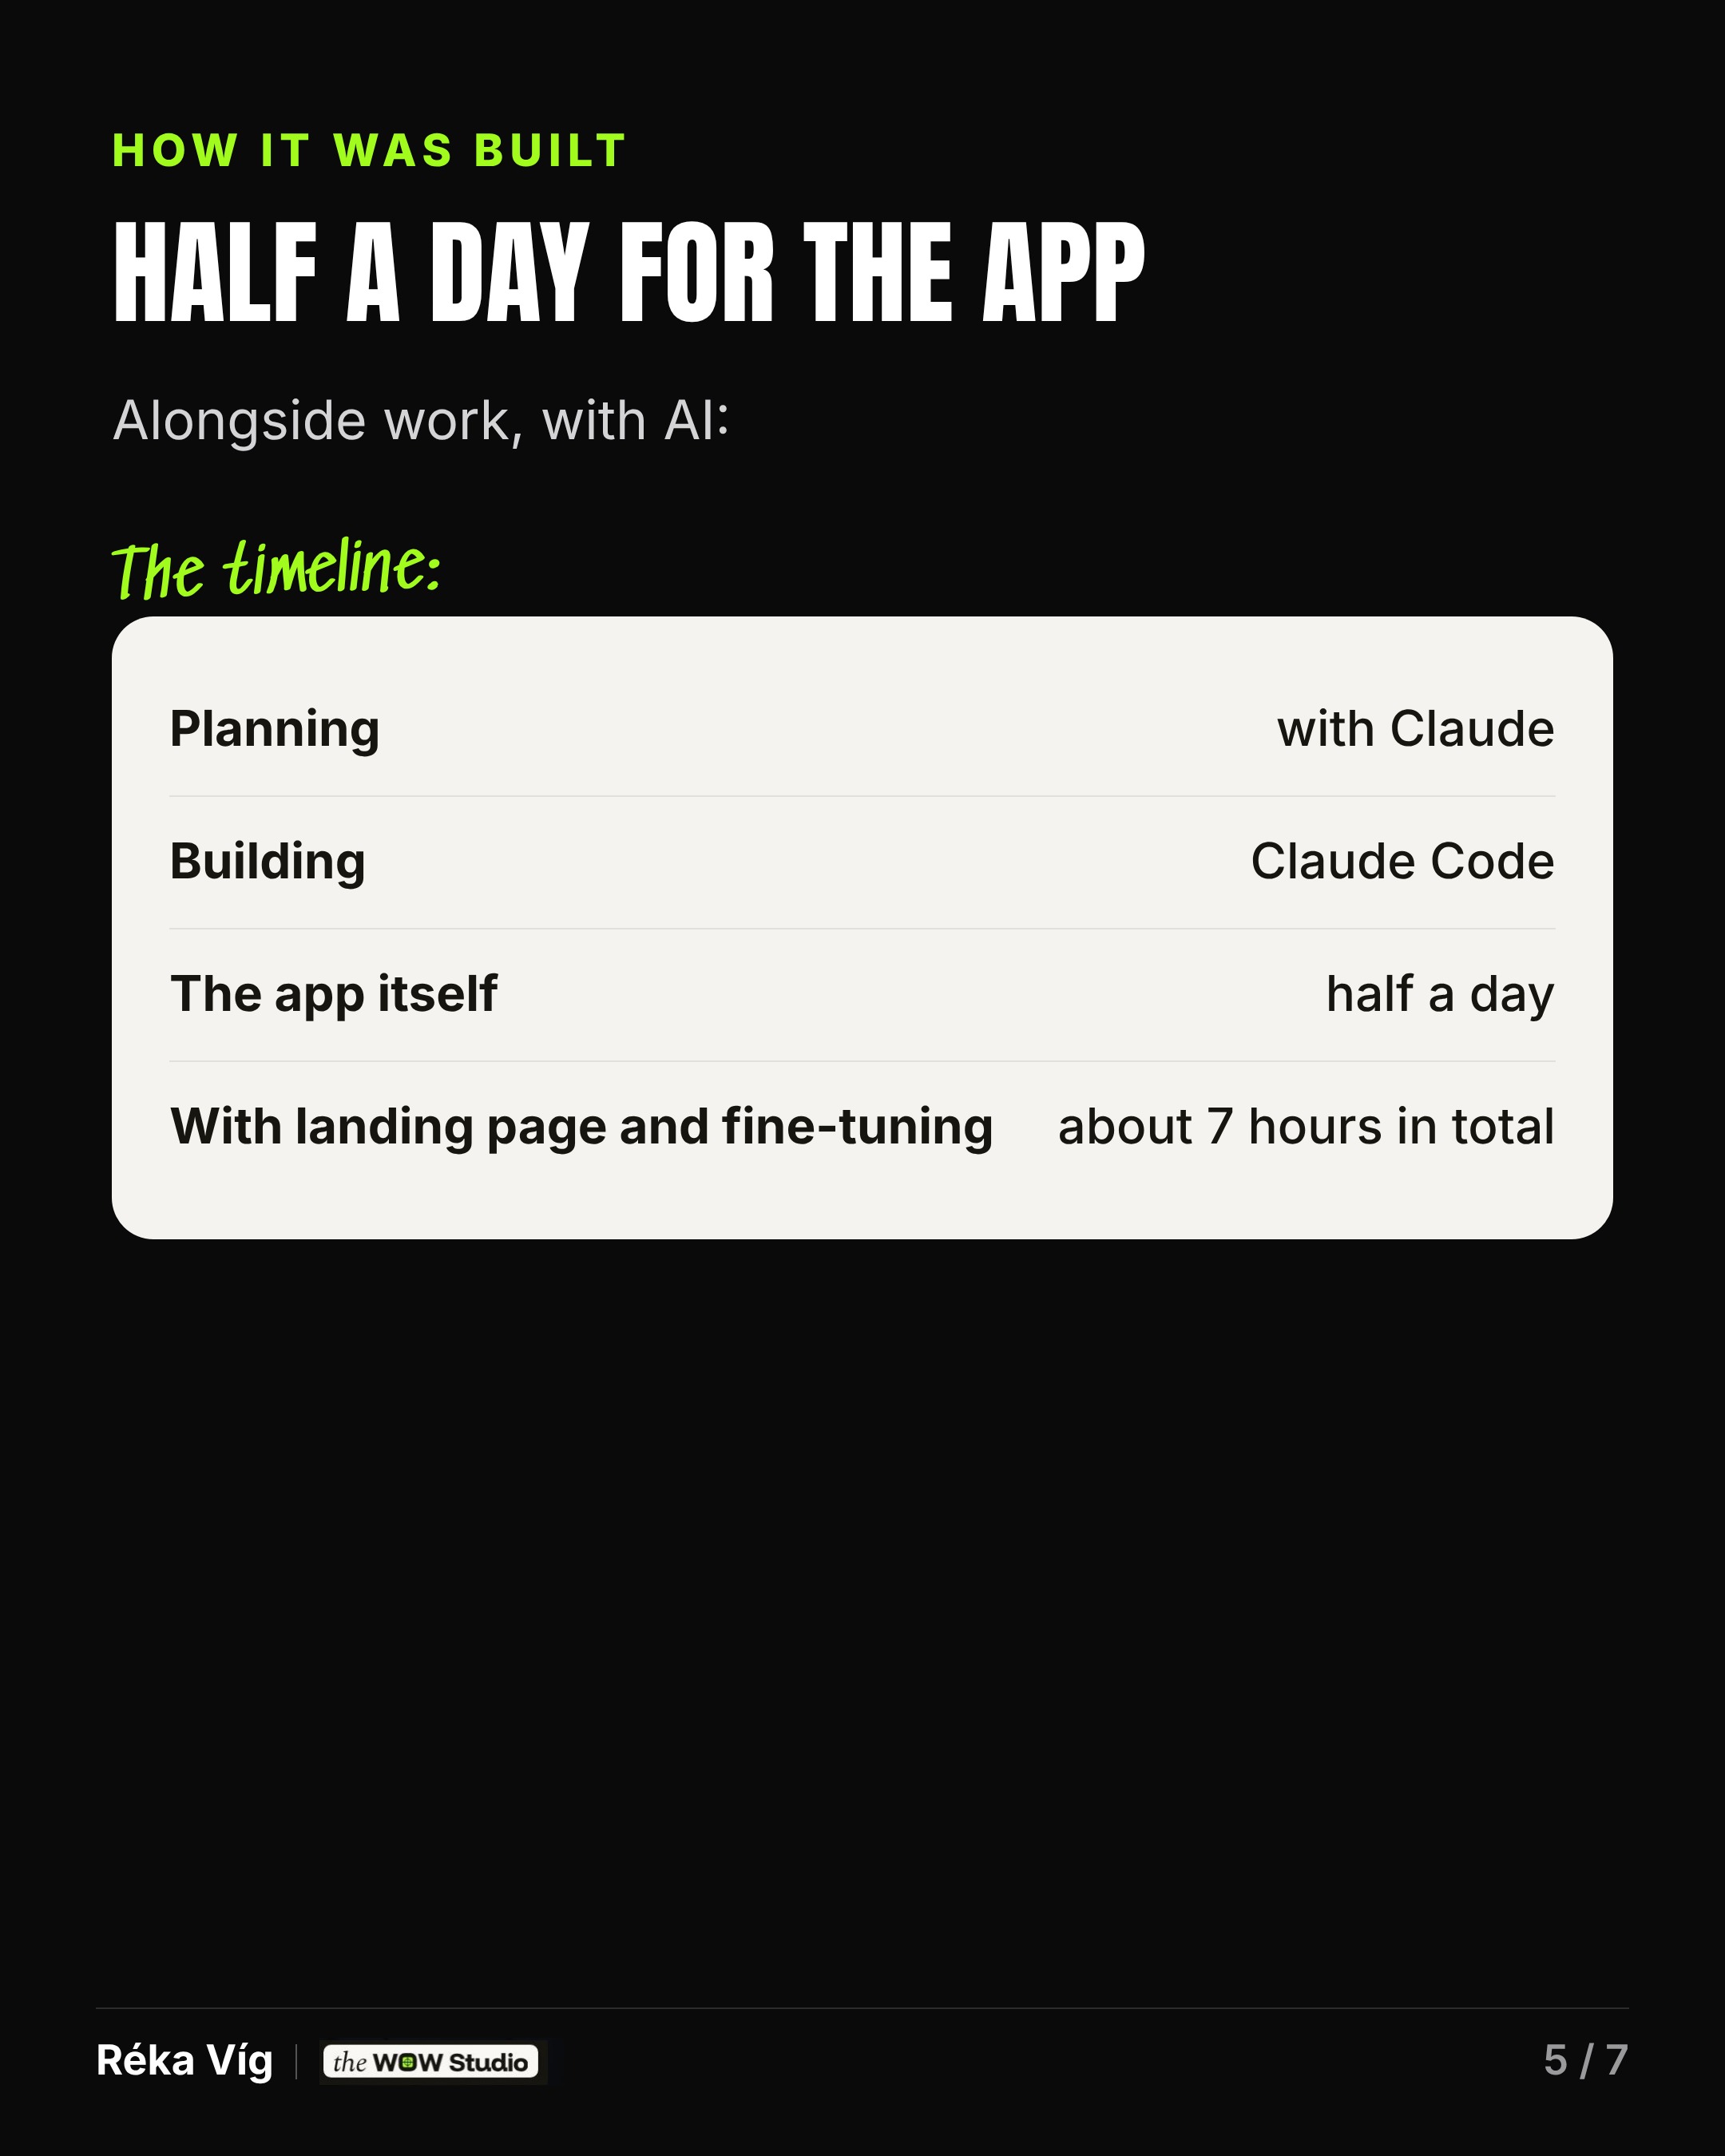 HOW IT WAS BUILT
HALF A DAY FOR THE APP
Alongside work, with AI:
The timeline:
Planning with Claude
Building Claude Code
The app itself half a day
With landing page and fine-tuning about 7 hours in total
Réka Víg the WOW Studio 5 / 7